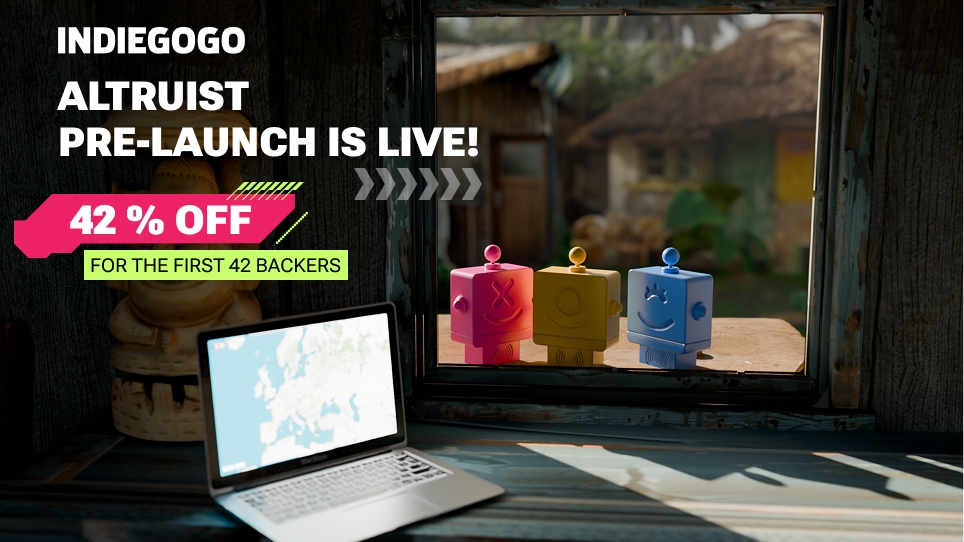 INDIEGOGO
ALTRUIST
PRE-LAUNCH IS LIVE!
42 % OFF
FOR THE FIRST 42 BACKERS